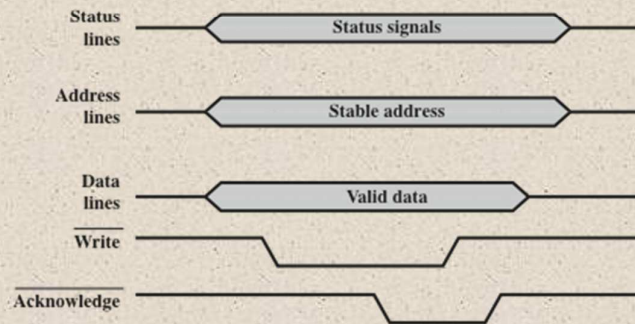 Status
lines
Status signals
Address
lines
Stable address
Data
lines
Valid data
Write
Acknowledge